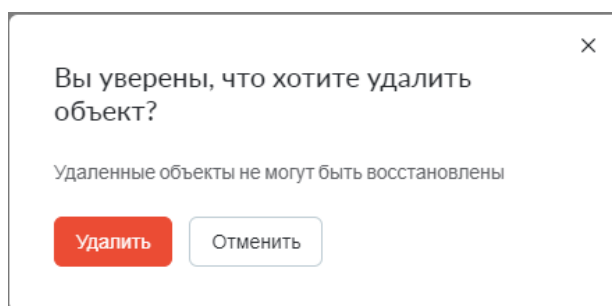 Вы уверены, что хотите удалить
объект?
Удаленные объекты не могут быть восстановлены
Удалить
Отменить